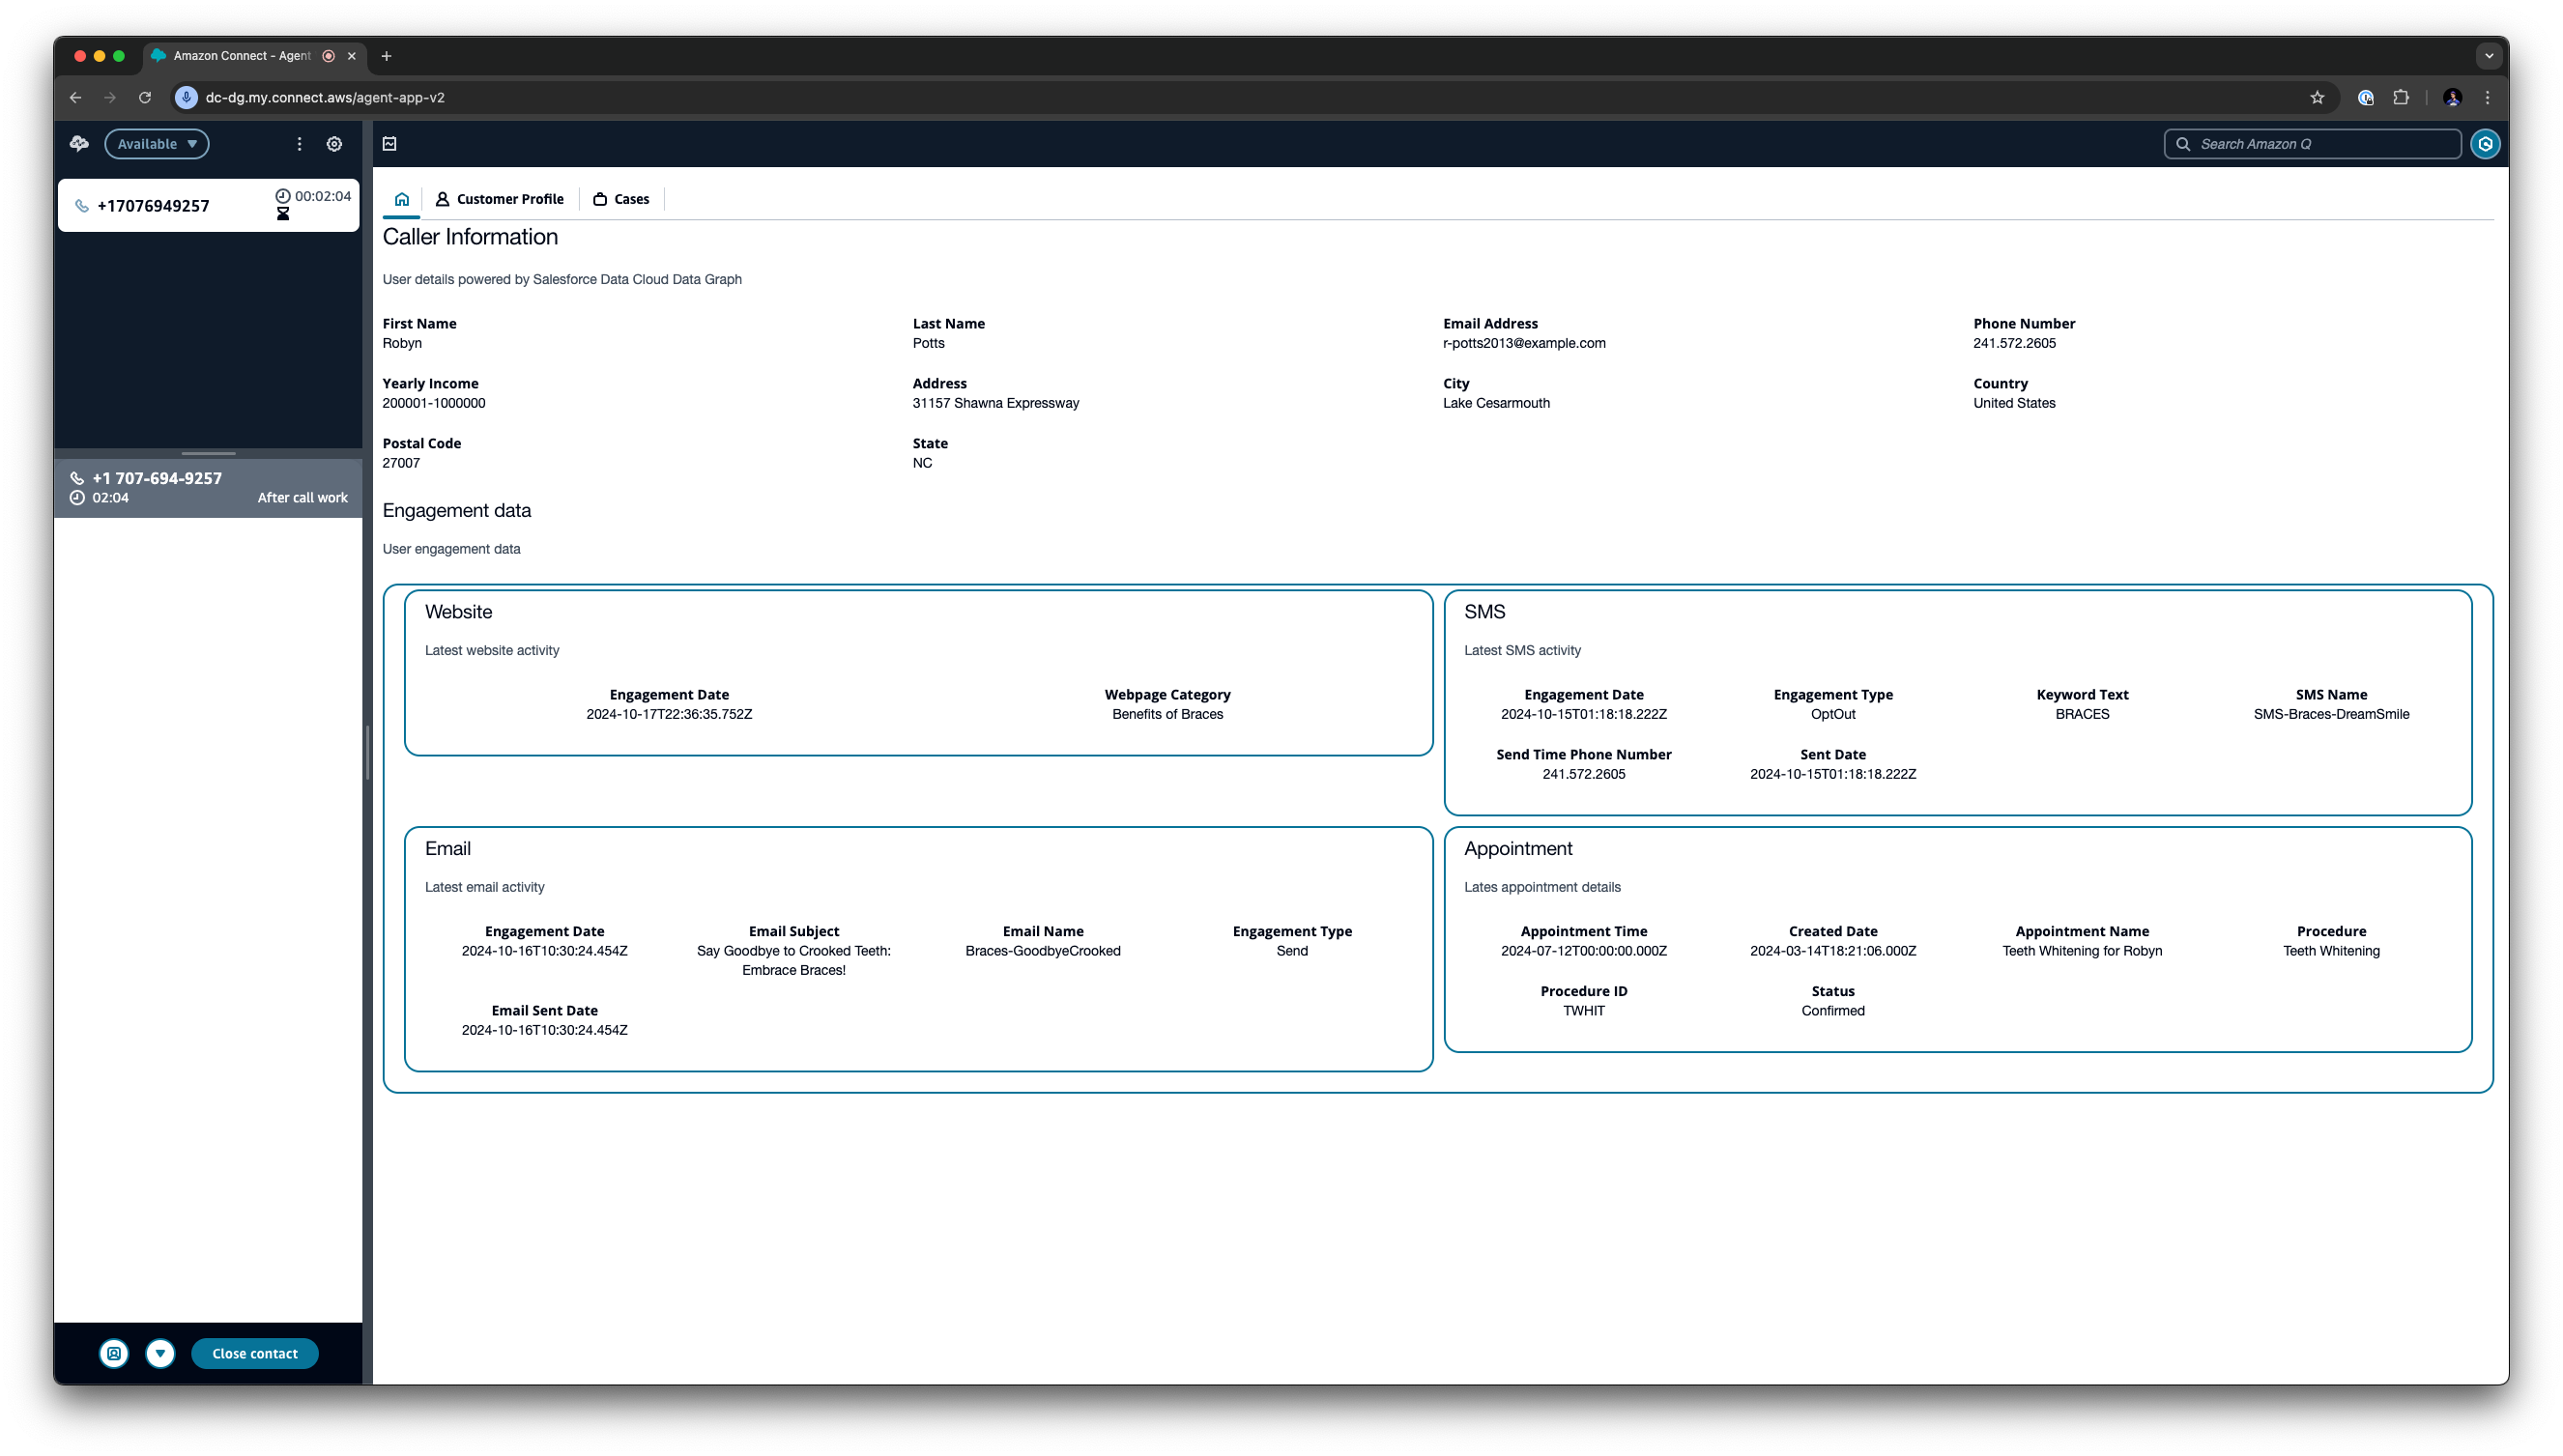 Amazon Connect - Agent
dc-dg.my.connect.aws/agent-app-v2
Available
Search Amazon Q
+17076949257
00:02:04
+1 707-694-9257
02:04
After call work
Close contact
Customer Profile
Cases
Caller Information
User details powered by Salesforce Data Cloud Data Graph
First Name
Robyn
Last Name
Potts
Email Address
r-potts2013@example.com
Phone Number
241.572.2605
Yearly Income
200001-1000000
Address
31157 Shawna Expressway
City
Lake Cesarmouth
Country
United States
Postal Code
27007
State
NC
Engagement data
User engagement data
Website
Latest website activity
Engagement Date
2024-10-17T22:36:35.752Z
Webpage Category
Benefits of Braces
SMS
Latest SMS activity
Engagement Date
2024-10-15T01:18:18.222Z
Engagement Type
OptOut
Keyword Text
BRACES
SMS Name
SMS-Braces-DreamSmile
Send Time Phone Number
241.572.2605
Sent Date
2024-10-15T01:18:18.222Z
Email
Latest email activity
Engagement Date
2024-10-16T10:30:24.454Z
Email Subject
Say Goodbye to Crooked Teeth:
Embrace Braces!
Email Name
Braces-GoodbyeCrooked
Engagement Type
Send
Email Sent Date
2024-10-16T10:30:24.454Z
Appointment
Lates appointment details
Appointment Time
2024-07-12T00:00:00.000Z
Created Date
2024-03-14T18:21:06.000Z
Appointment Name
Teeth Whitening for Robyn
Procedure
Teeth Whitening
Procedure ID
TWHIT
Status
Confirmed